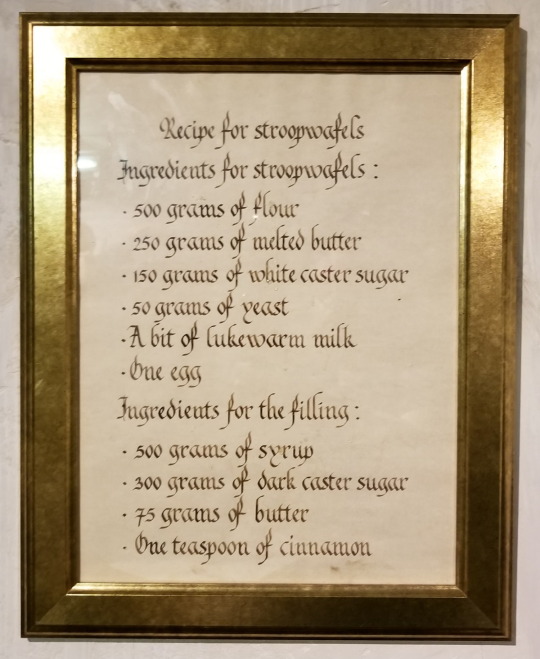 Recipe for stroopwafels
Ingredients for stroopwafels :
· 500 grams of flour
· 250 grams of melted butter
· 150 grams of white caster sugar
· 50 grams of yeast
· A bit of lukewarm milk
· One egg
Ingredients for the filling :
· 500 grams of syrup
· 300 grams of dark caster sugar
· 75 grams of butter
· One teaspoon of cinnamon